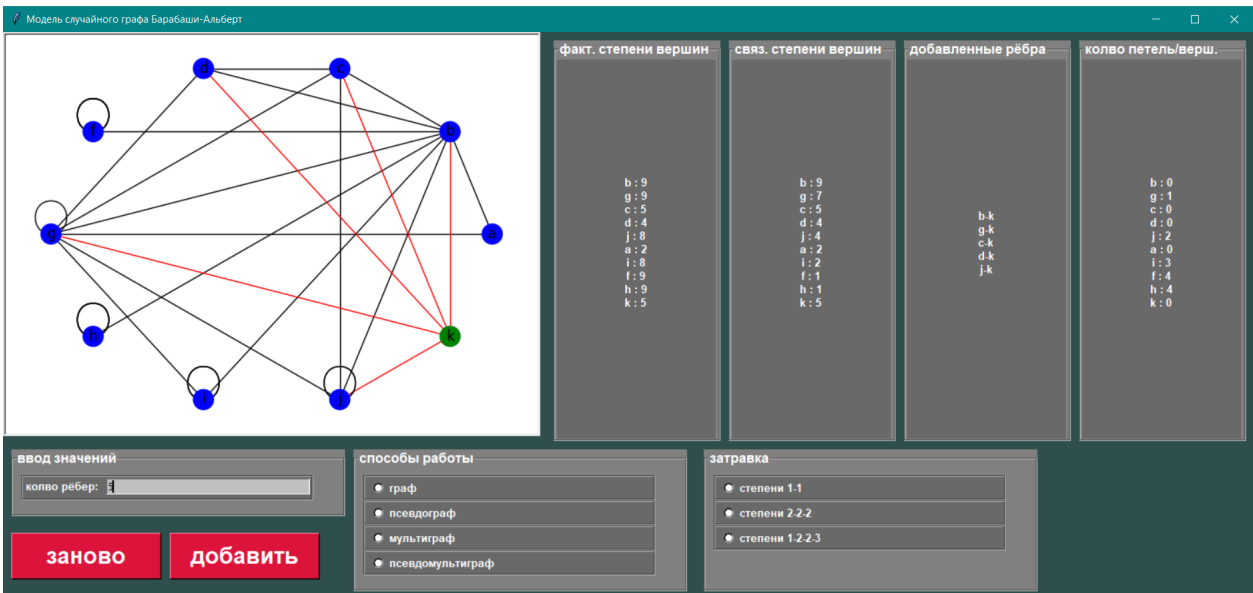 Модель случайного графа Барабаши-Альберт
d
c
f
b
g
a
h
k
i
j
факт. степени вершин
b : 9
g : 9
c : 5
d : 4
j : 8
a : 2
i : 8
f : 9
h : 9
k : 5
связ. степени вершин
b : 9
g : 7
c : 5
d : 4
j : 4
a : 2
i : 2
f : 1
h : 1
k : 5
добавленные рёбра
b-k
g-k
c-k
d-k
j-k
колво петель/верш.
b : 0
g : 1
c : 0
d : 0
j : 2
a : 0
i : 3
f : 4
h : 4
k : 0
ввод значений
колво рёбер: 5
заново
добавить
способы работы
граф
псевдограф
мультиграф
псевдомультиграф
затравка
степени 1-1
степени 2-2-2
степени 1-2-2-3